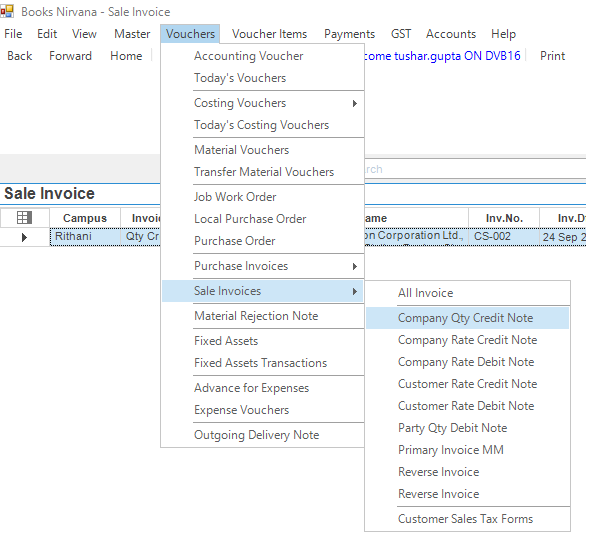 Books Nirvana - Sale Invoice
File Edit View Master Vouchers Voucher Items Payments GST Accounts Help
Back Forward Home come tushar.gupta ON DVB16 Print
Accounting Voucher
Today's Vouchers
Costing Vouchers
Today's Costing Vouchers
Material Vouchers
Transfer Material Vouchers
Job Work Order
Local Purchase Order
Purchase Order
Purchase Invoices
Sale Invoices
Material Rejection Note
Fixed Assets
Fixed Assets Transactions
Advance for Expenses
Expense Vouchers
Outgoing Delivery Note
arch
Sale Invoice
Campus Invoi ame Inv.No. Inv.D
Rithani Qty Cr on Corporation Ltd., CS-002 24 Sep 2
All Invoice
Company Qty Credit Note
Company Rate Credit Note
Company Rate Debit Note
Customer Rate Credit Note
Customer Rate Debit Note
Party Qty Debit Note
Primary Invoice MM
Reverse Invoice
Reverse Invoice
Customer Sales Tax Forms